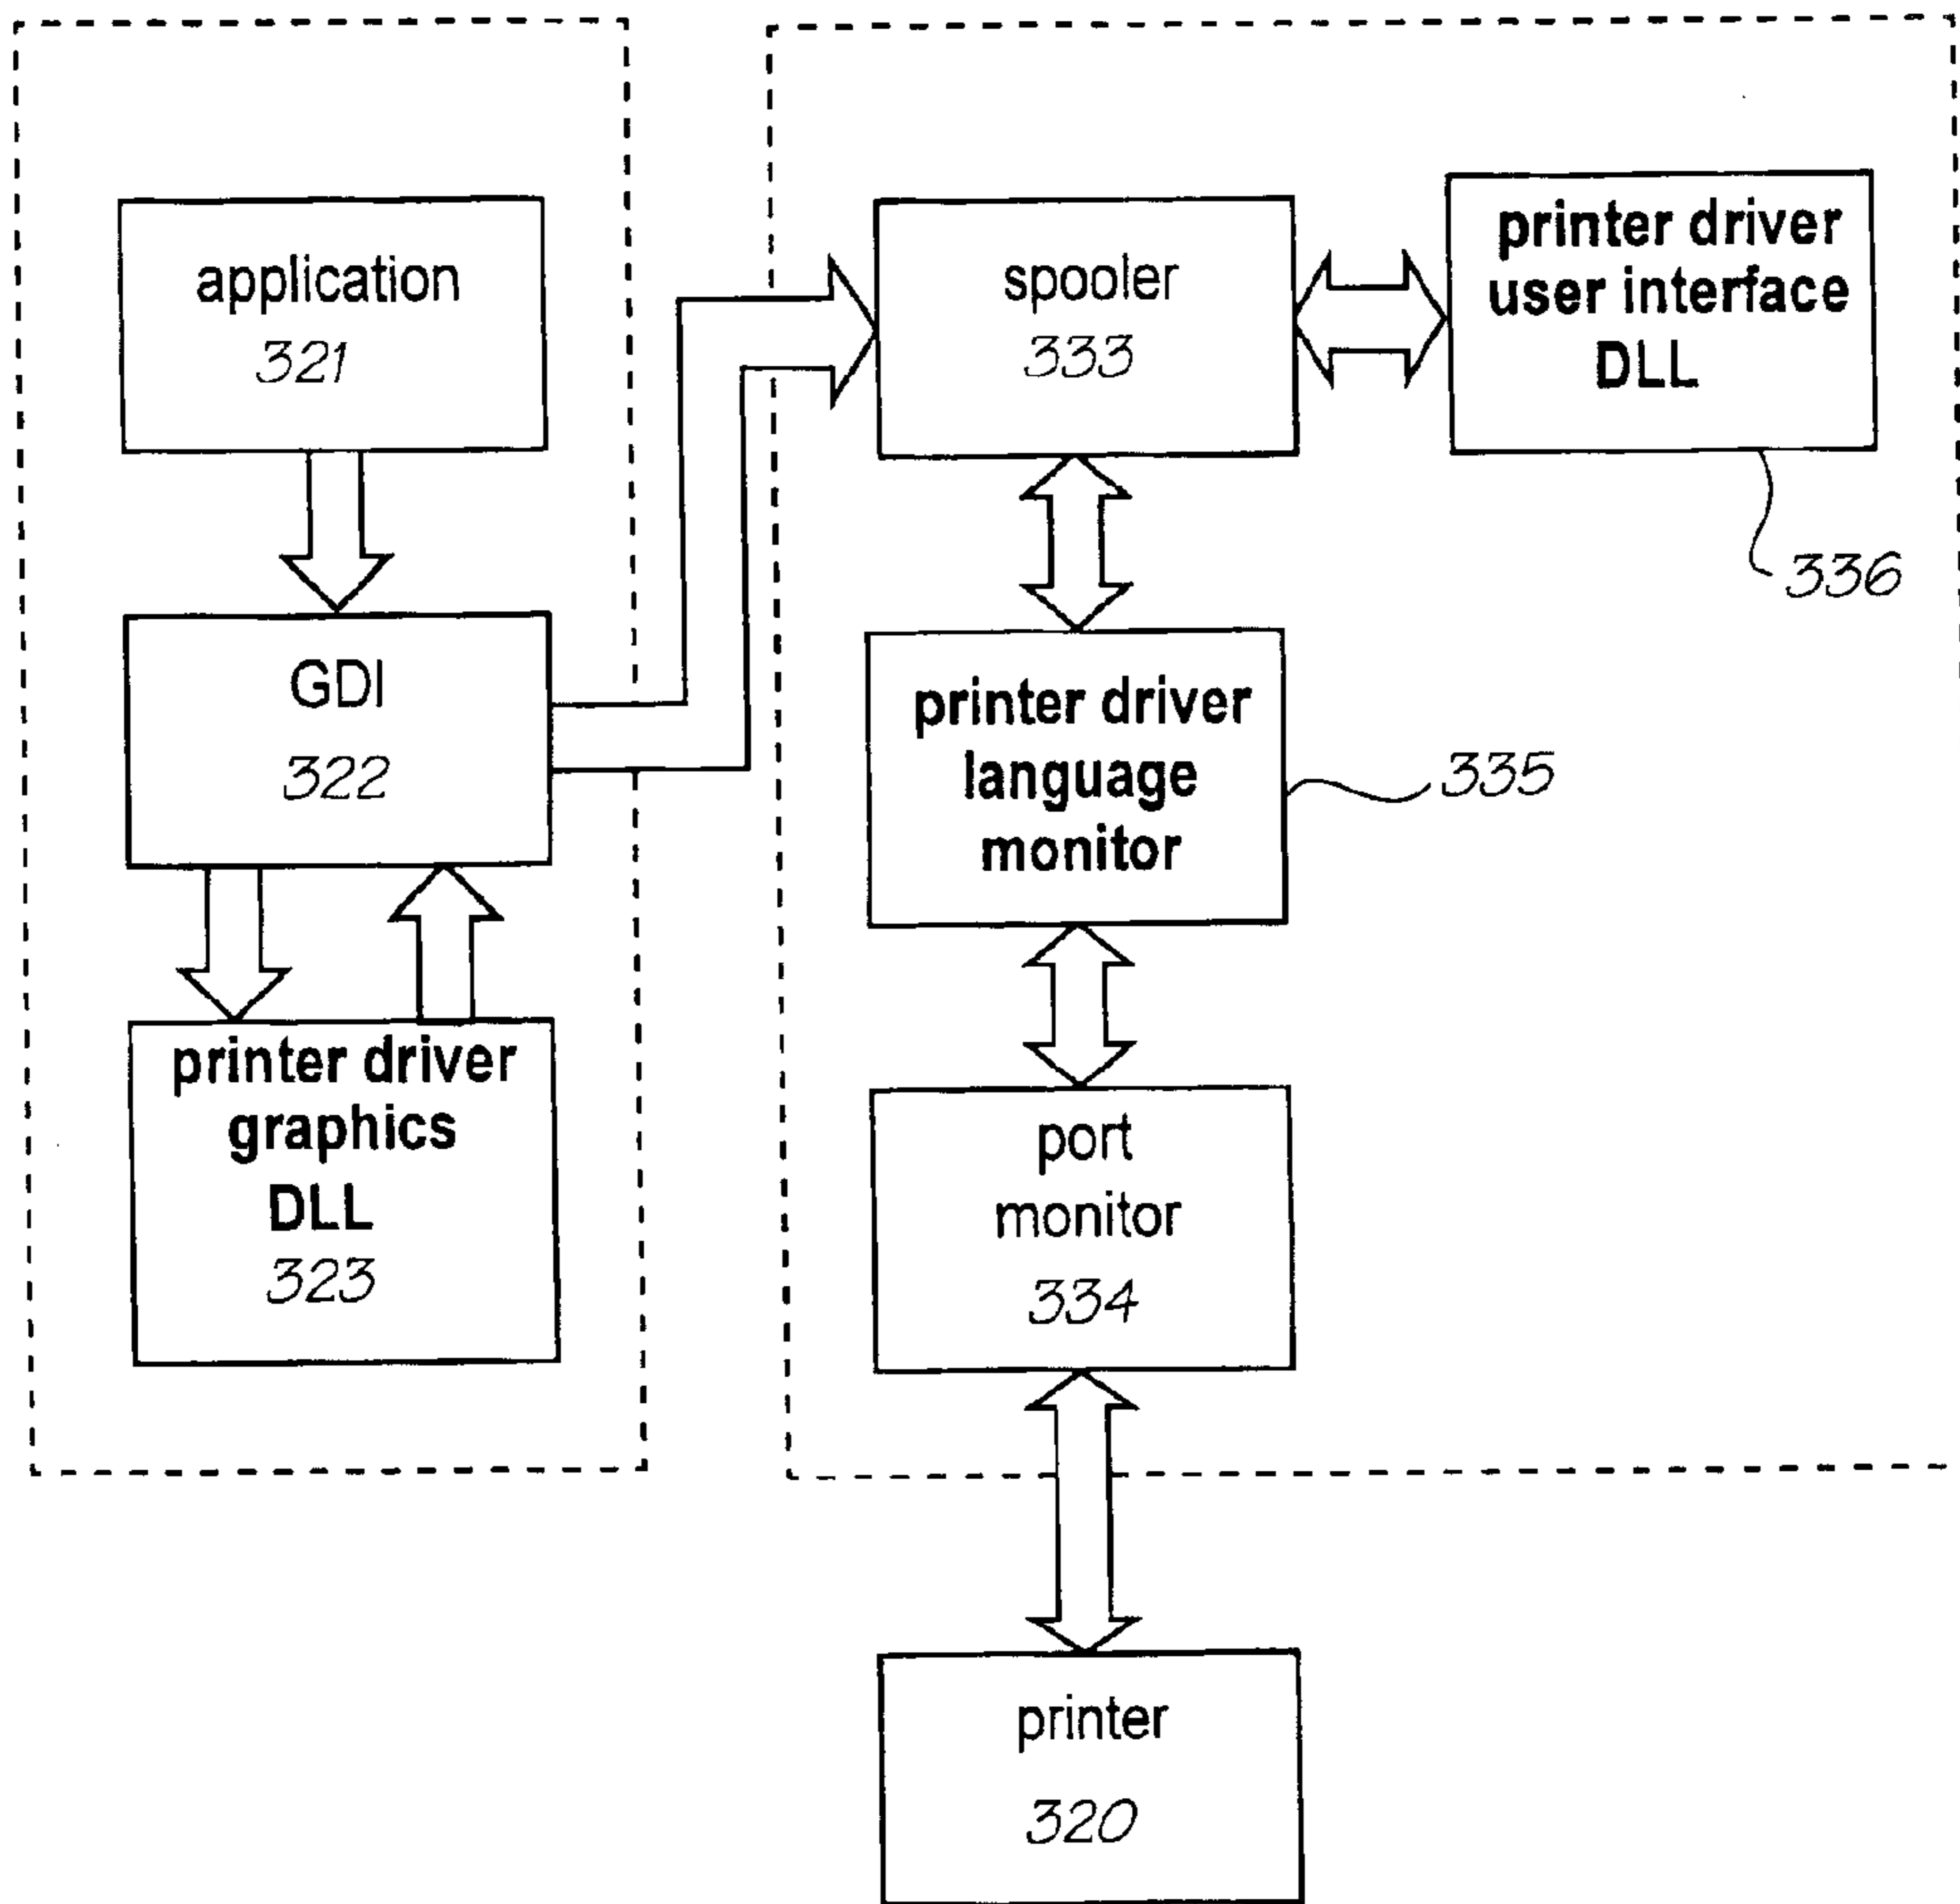 application
321
GDI
322
printer driver
graphics
DLL
323
spooler
333
printer driver
user interface
DLL
336
printer driver
language
monitor
335
port
monitor
334
printer
320